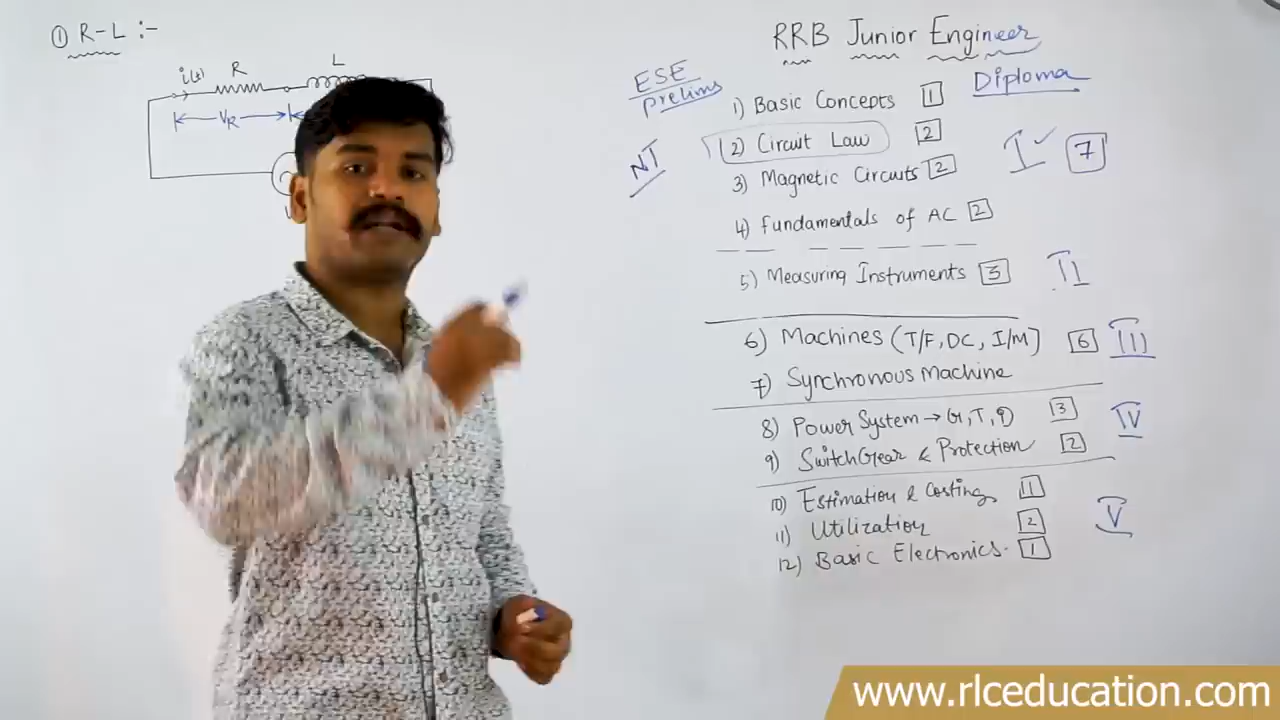 ① R-L :-
i(t)
R
L
VR
RRB Junior Engineer
Diploma
ESE
prelims
NT
1) Basic Concepts 1
2) Circuit Law 2
3) Magnetic Circuits 2
I ✓ 7
4) Fundamentals of AC 2
5) Measuring Instruments 3 II
6) Machines (T/F, DC, I/M) 6 III
7) Synchronous Machine
8) Power System → G, T, D 3 IV
9) SwitchGear & Protection 2
10) Estimation & Costing 1
11) Utilization 2 V
12) Basic Electronics. 1
www.rlceducation.com